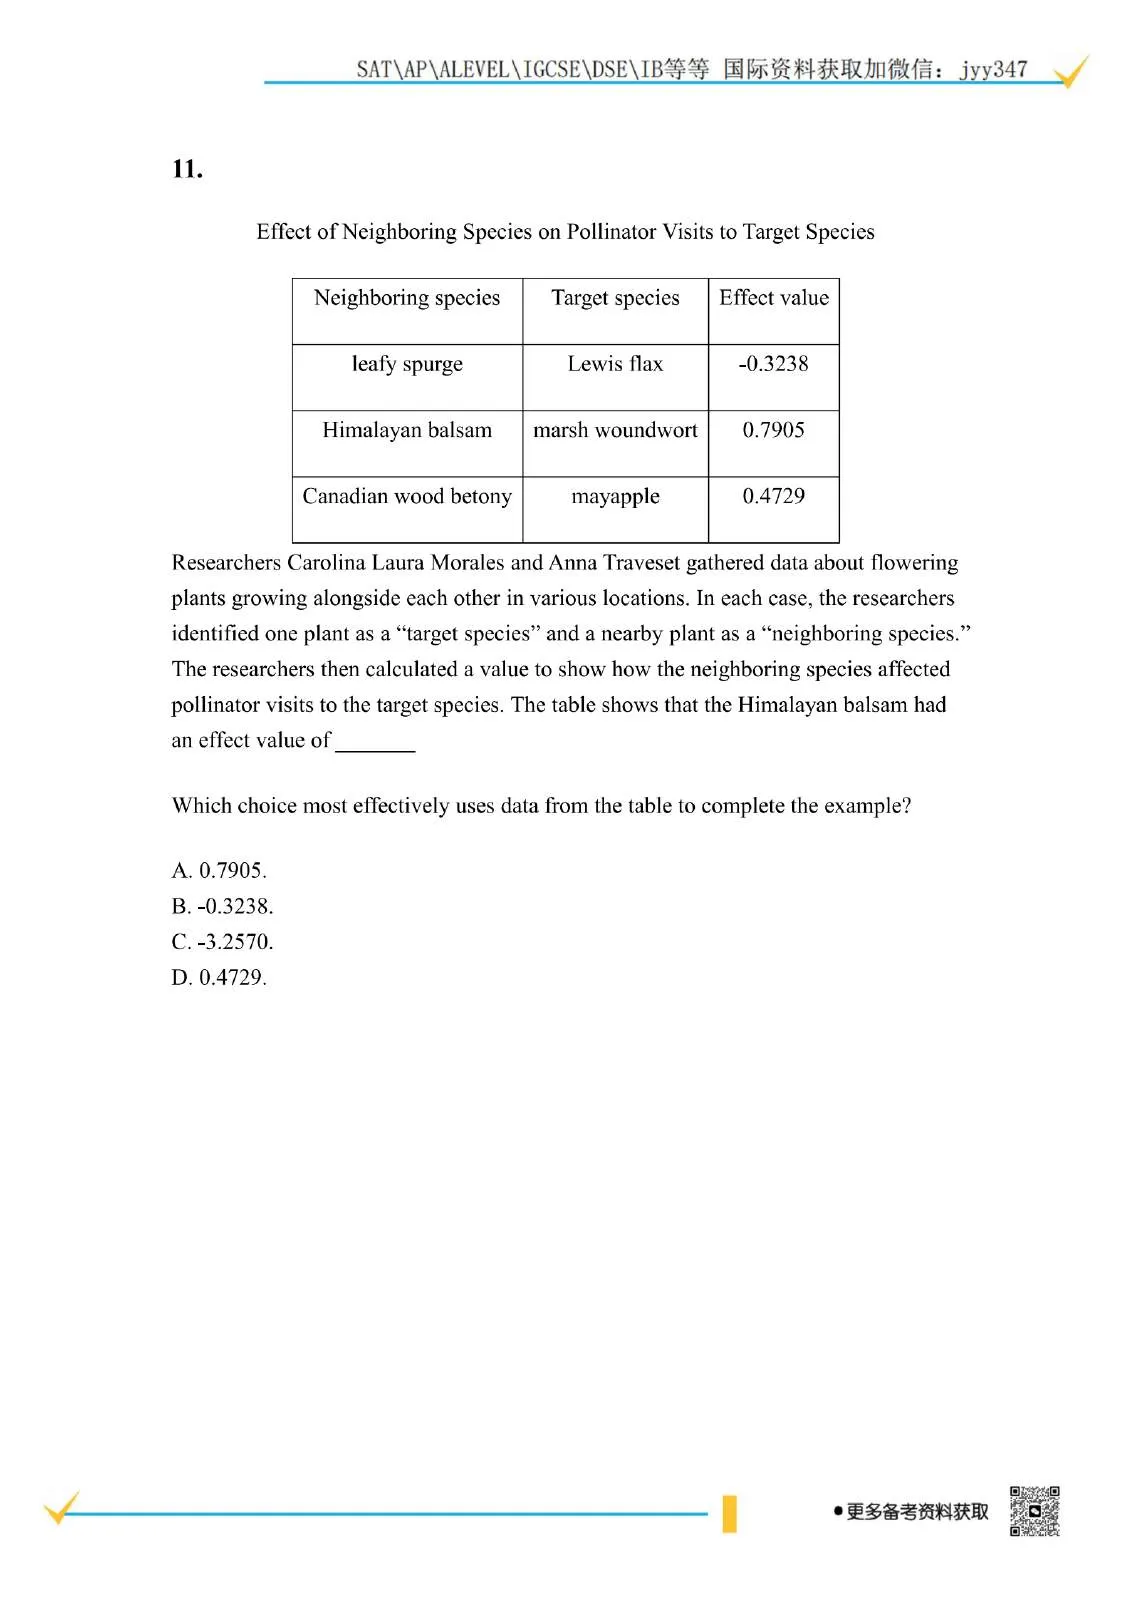 SAT\AP\ALEVEL\IGCSE\DSE\IB等等 国际资料获取加微信：jyy347
11.
Effect of Neighboring Species on Pollinator Visits to Target Species
Neighboring species Target species Effect value
leafy spurge Lewis flax -0.3238
Himalayan balsam marsh woundwort 0.7905
Canadian wood betony mayapple 0.4729
Researchers Carolina Laura Morales and Anna Traveset gathered data about flowering
plants growing alongside each other in various locations. In each case, the researchers
identified one plant as a “target species” and a nearby plant as a “neighboring species.”
The researchers then calculated a value to show how the neighboring species affected
pollinator visits to the target species. The table shows that the Himalayan balsam had
an effect value of _______
Which choice most effectively uses data from the table to complete the example?
A. 0.7905.
B. -0.3238.
C. -3.2570.
D. 0.4729.
●更多备考资料获取